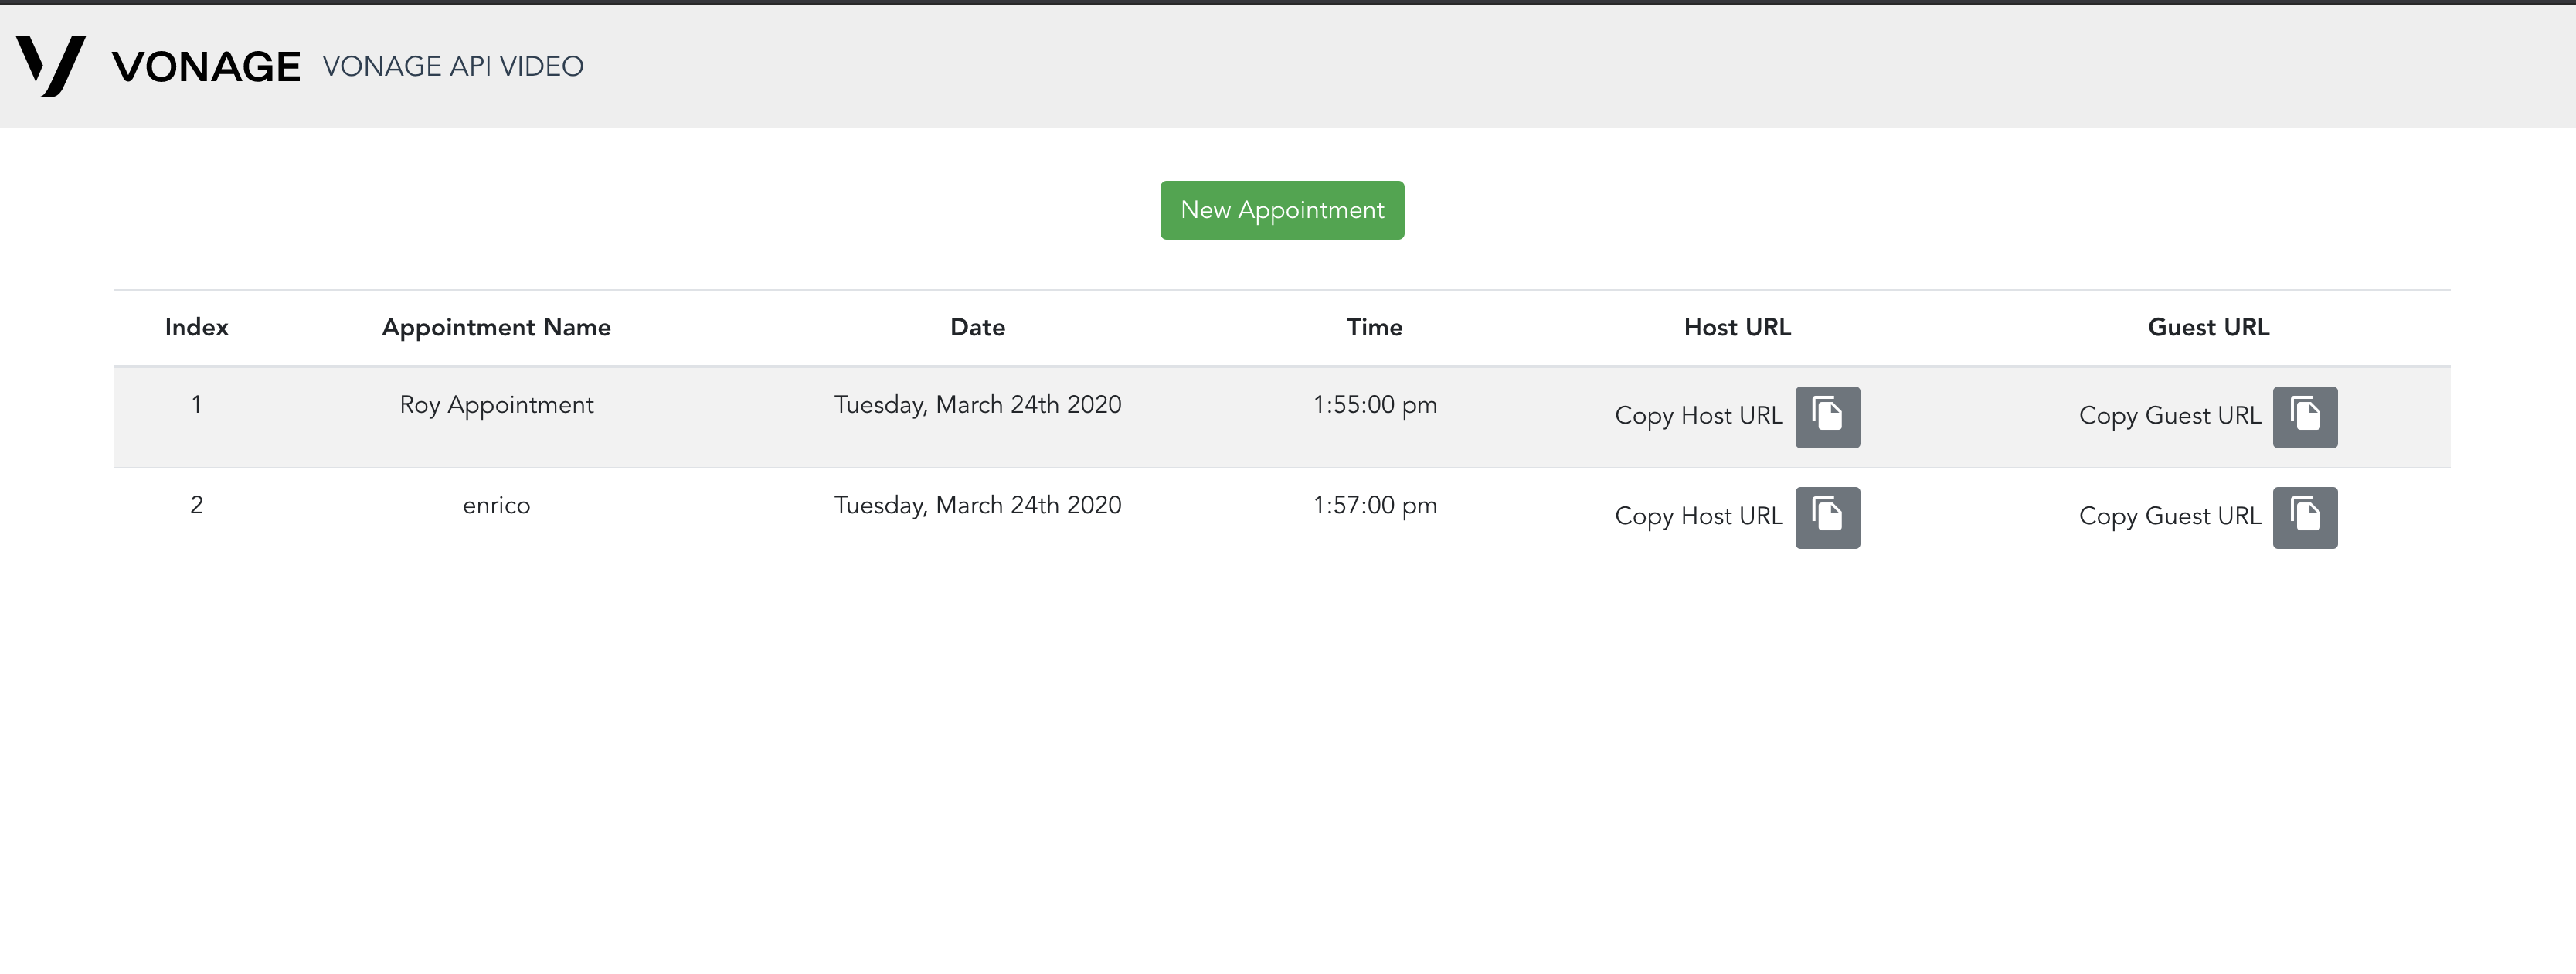 VONAGE VONAGE API VIDEO
New Appointment
Index Appointment Name Date Time Host URL Guest URL
1 Roy Appointment Tuesday, March 24th 2020 1:55:00 pm Copy Host URL Copy Guest URL
2 enrico Tuesday, March 24th 2020 1:57:00 pm Copy Host URL Copy Guest URL